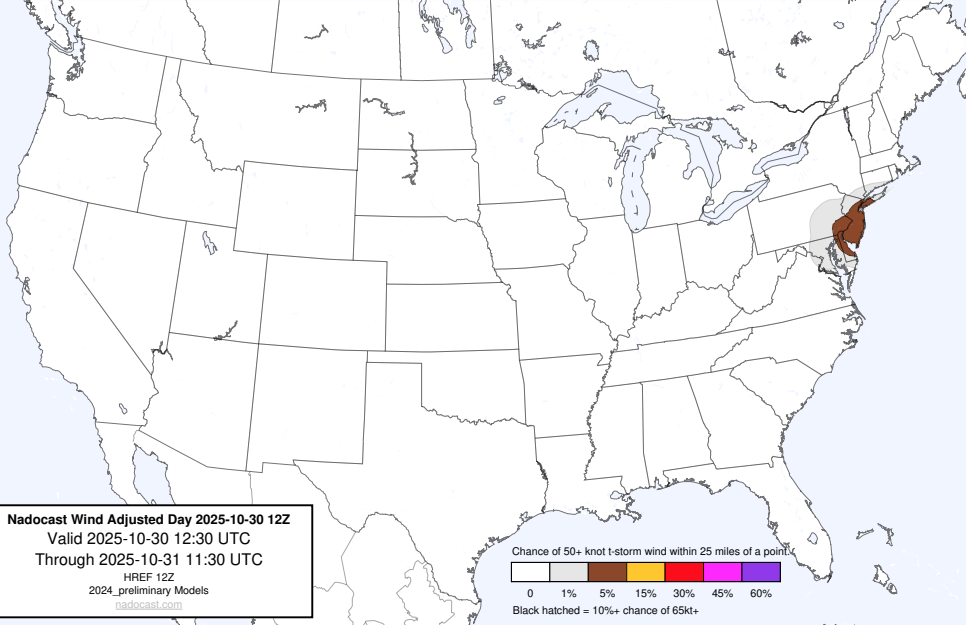 Nadocast Wind Adjusted Day 2025-10-30 12Z
Valid 2025-10-30 12:30 UTC
Through 2025-10-31 11:30 UTC
HREF 12Z
2024_preliminary Models
nadocast.com
Chance of 50+ knot t-storm wind within 25 miles of a point.
0 1% 5% 15% 30% 45% 60%
Black hatched = 10%+ chance of 65kt+